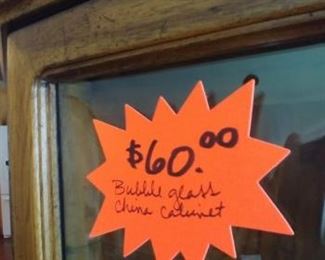 $60.00
Bubble glass
China Cabinet